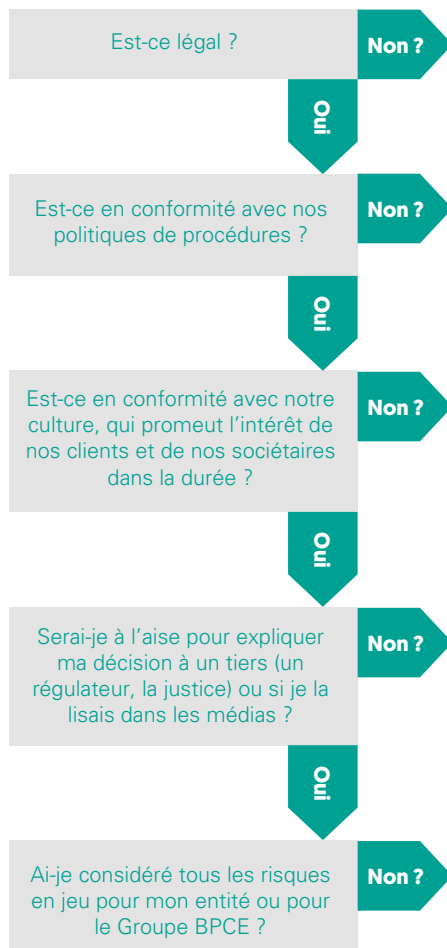 Est-ce légal ?
Non ?
Oui
Est-ce en conformité avec nos
politiques de procédures ?
Non ?
Oui
Est-ce en conformité avec notre
culture, qui promeut l’intérêt de
nos clients et de nos sociétaires
dans la durée ?
Non ?
Oui
Serai-je à l’aise pour expliquer
ma décision à un tiers (un
régulateur, la justice) ou si je la
lisais dans les médias ?
Non ?
Oui
Ai-je considéré tous les risques
en jeu pour mon entité ou pour
le Groupe BPCE ?
Non ?